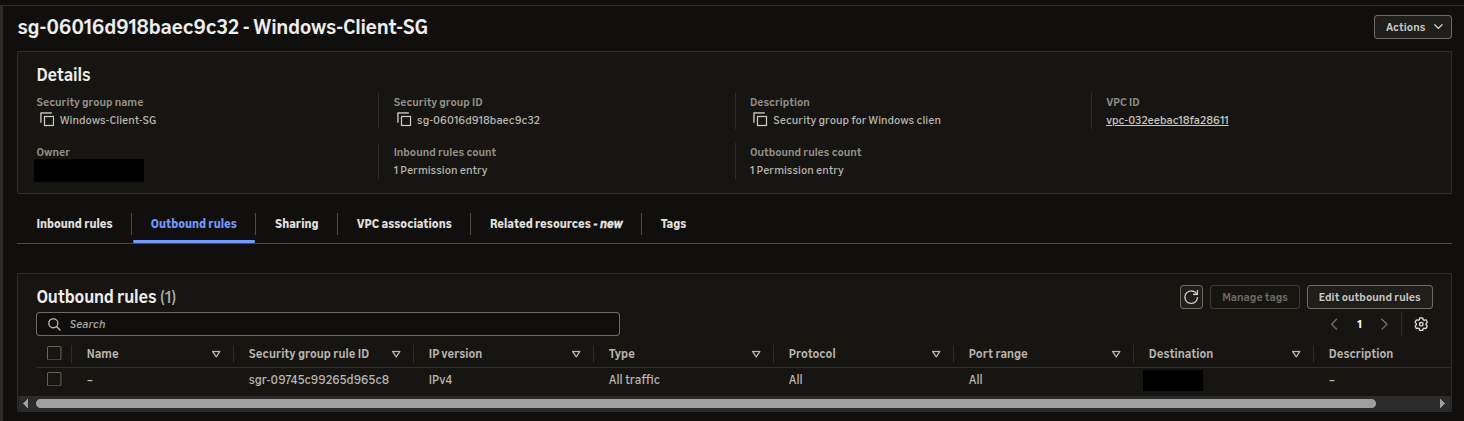 sg-06016d918baec9c32 - Windows-Client-SG
Actions
Details
Security group name
Security group ID
Description
VPC ID
Windows-Client-SG
sg-06016d918baec9c32
Security group for Windows clien
vpc-032eebac18fa28611
Owner
Inbound rules count
Outbound rules count
1 Permission entry
1 Permission entry
Inbound rules
Outbound rules
Sharing
VPC associations
Related resources - new
Tags
Outbound rules (1)
Manage tags
Edit outbound rules
Search
1
Name
Security group rule ID
IP version
Type
Protocol
Port range
Destination
Description
–
sgr-09745c99265d965c8
IPv4
All traffic
All
All
–